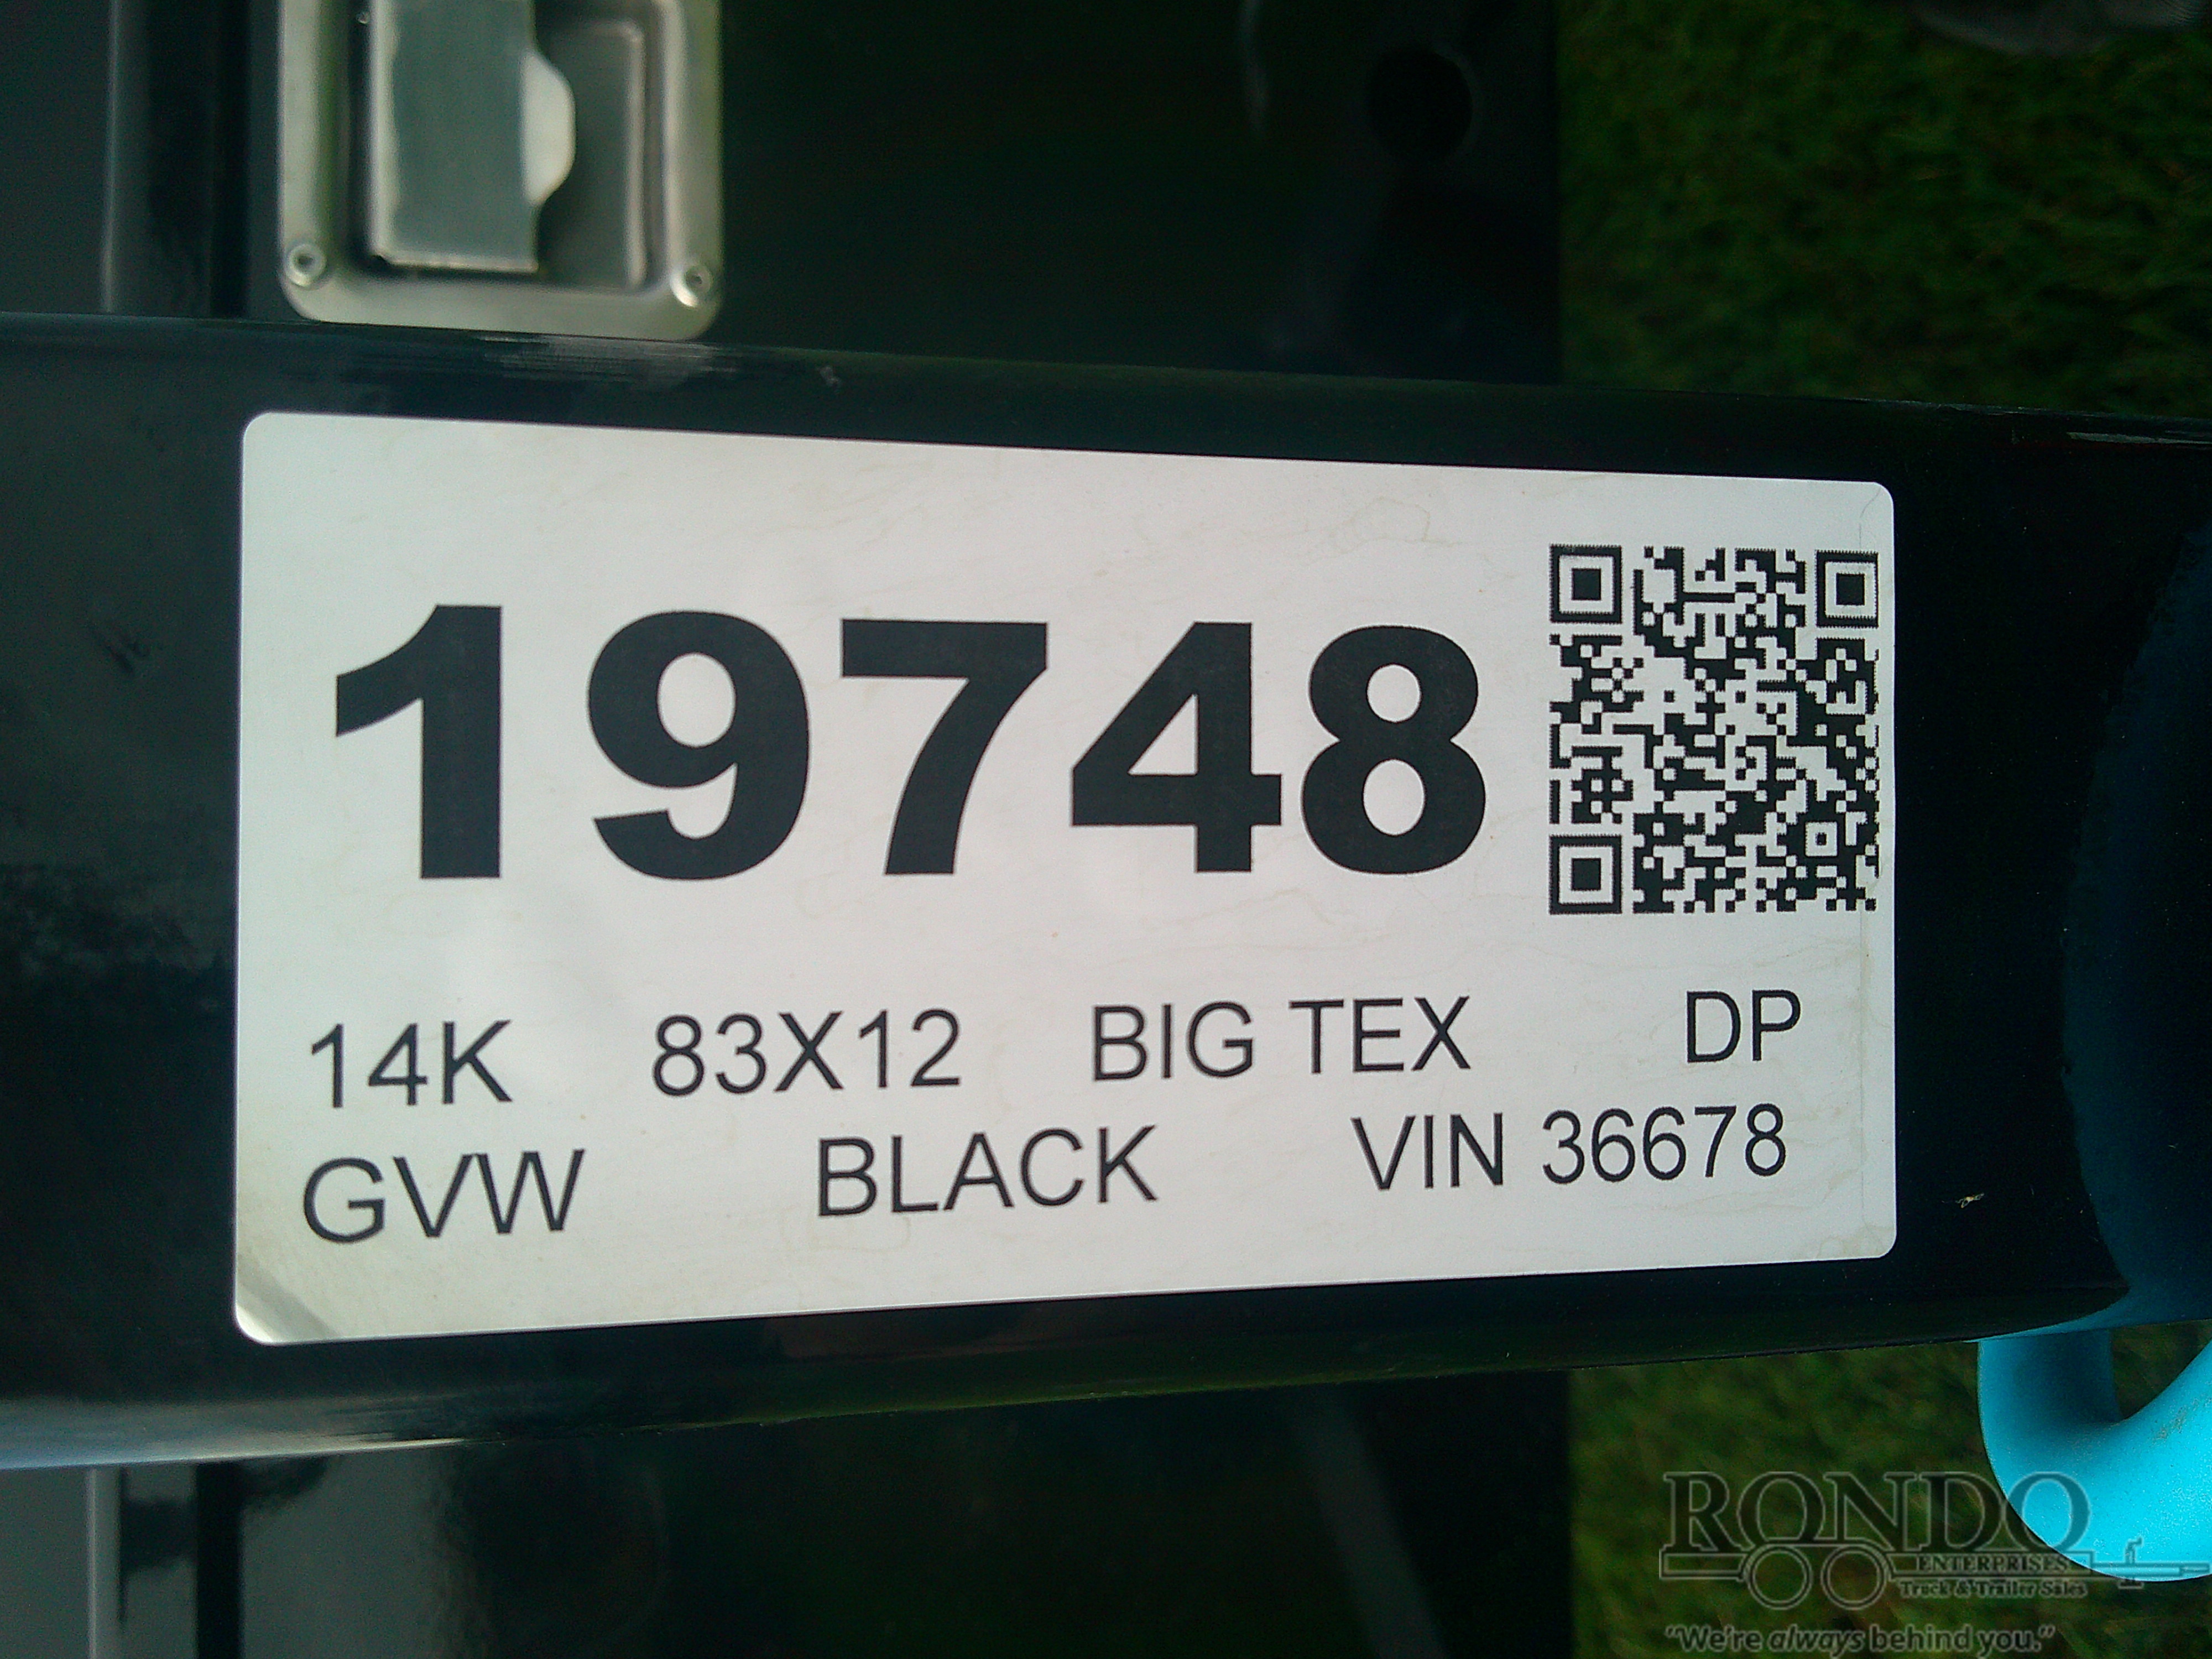 19748
14K 83X12 BIG TEX DP
GVW BLACK VIN 36678
RONDO
ENTERPRISES
Truck & Trailer Sales
"We're always behind you."